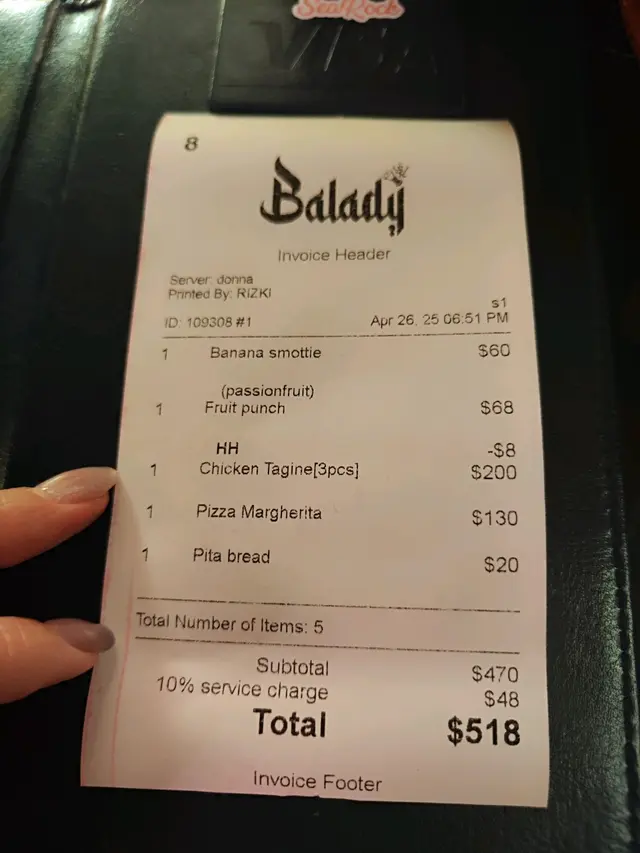 SeaRock
VISA
8
Balady
Invoice Header
Server: donna
Printed By: RIZKI
s1
ID: 109308 #1 Apr 26, 25 06:51 PM
1 Banana smottie $60
(passionfruit)
1 Fruit punch $68
HH -$8
1 Chicken Tagine[3pcs] $200
1 Pizza Margherita $130
1 Pita bread $20
Total Number of Items: 5
Subtotal $470
10% service charge $48
Total $518
Invoice Footer